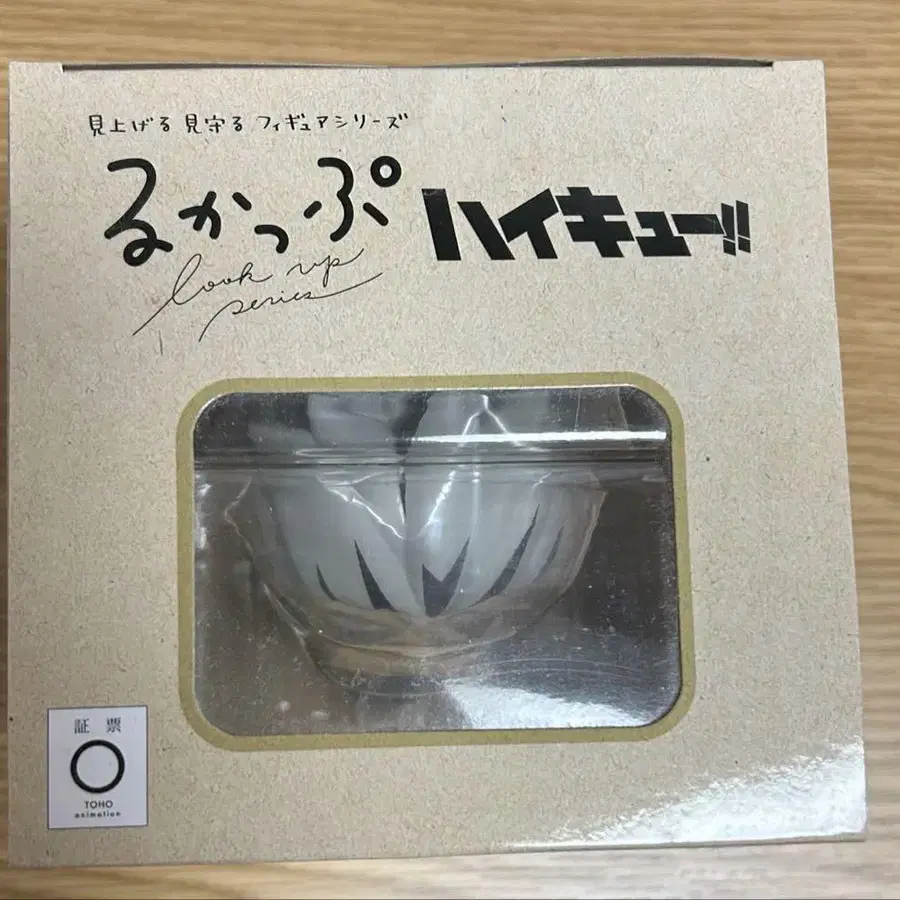 見上げる 見守る フィギュアシリーズ
るかっぷ ハイキュー!!
look up
series
証票
TOHO
animation